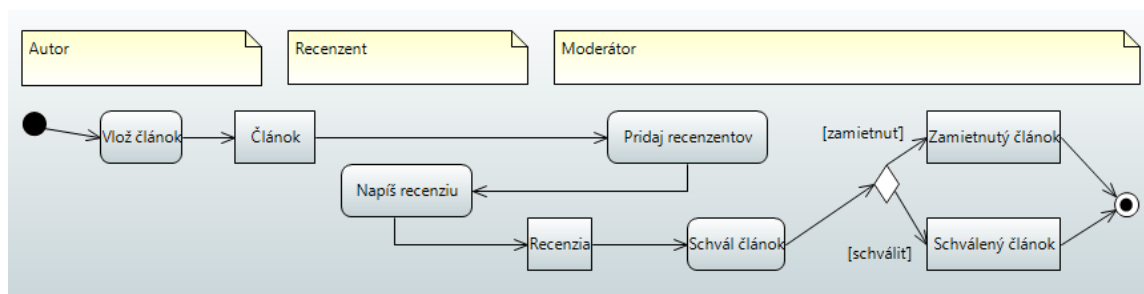 Autor
Recenzent
Moderátor
Vlož článok
Článok
Pridaj recenzentov
[zamietnuť]
Zamietnutý článok
Napíš recenziu
Recenzia
Schvál článok
[schváliť]
Schválený článok